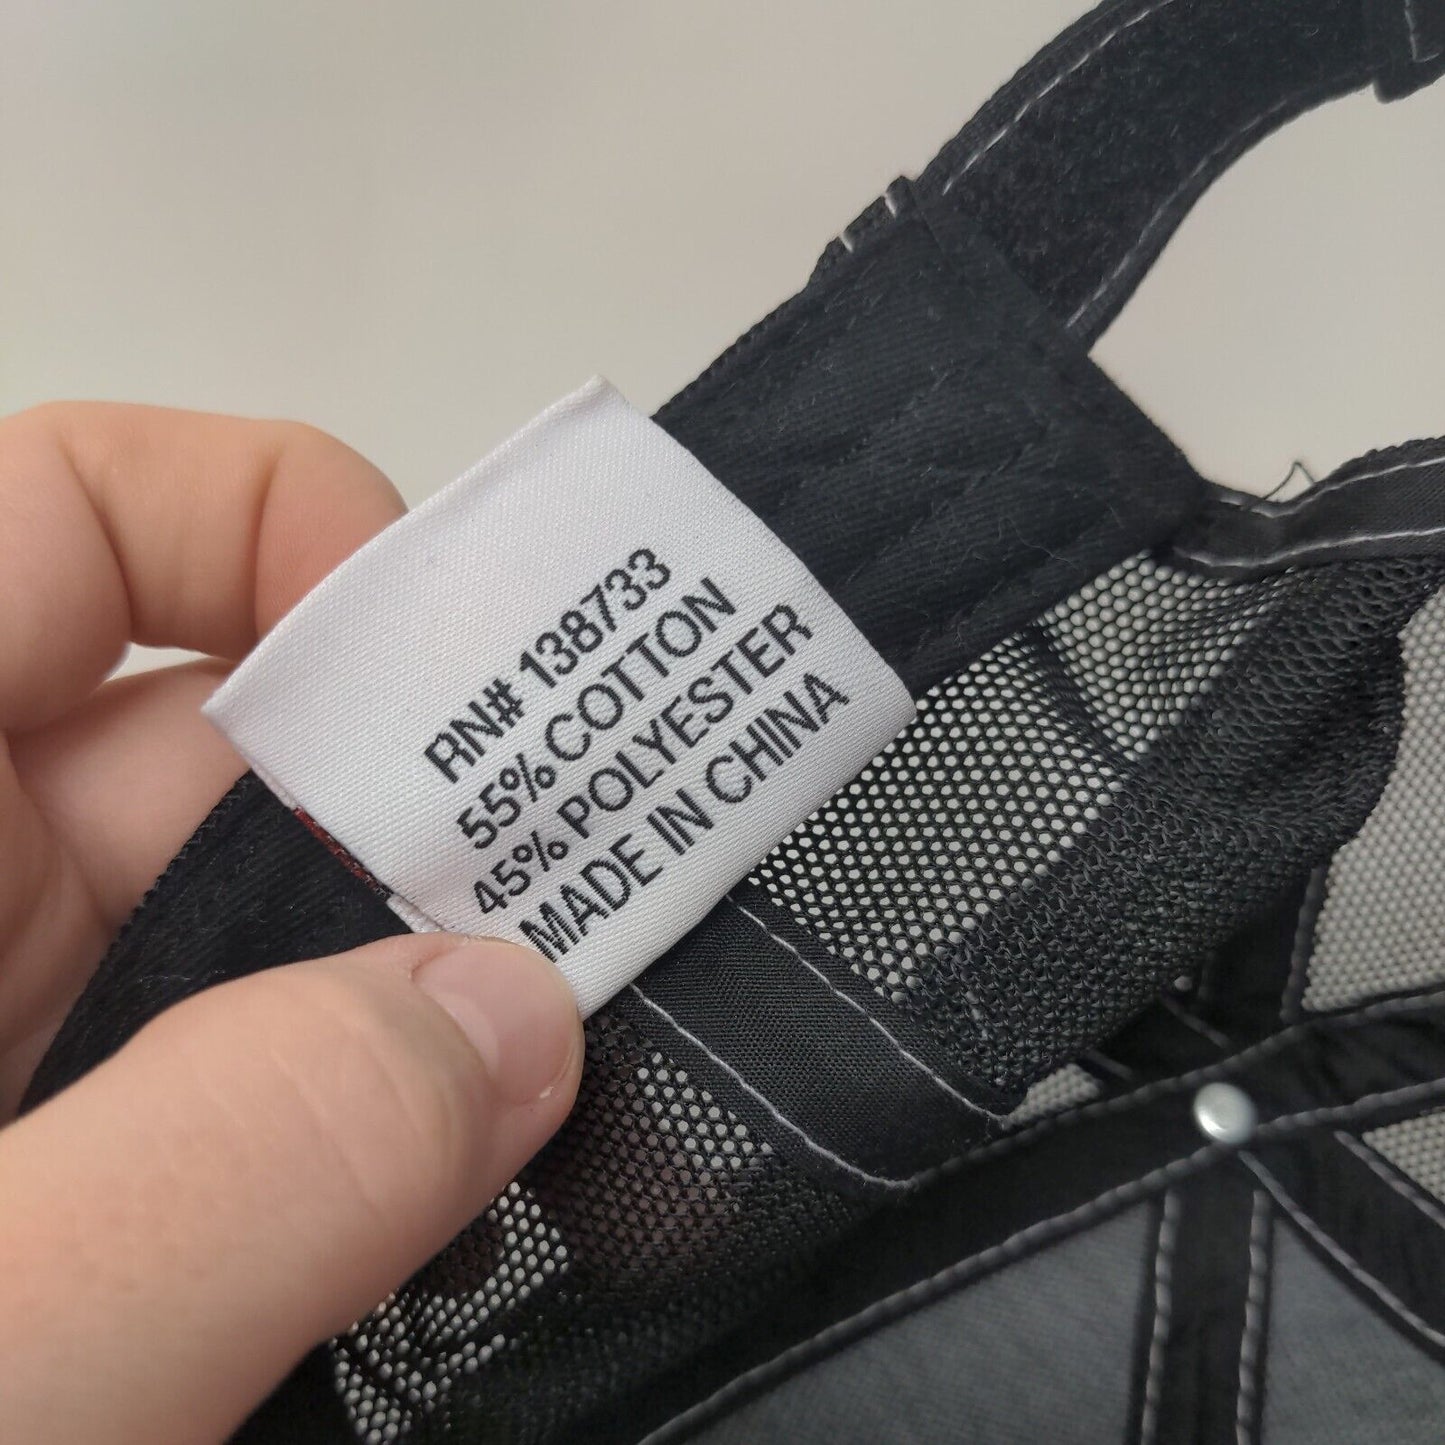 RN# 138733
55% COTTON
45% POLYESTER
MADE IN CHINA